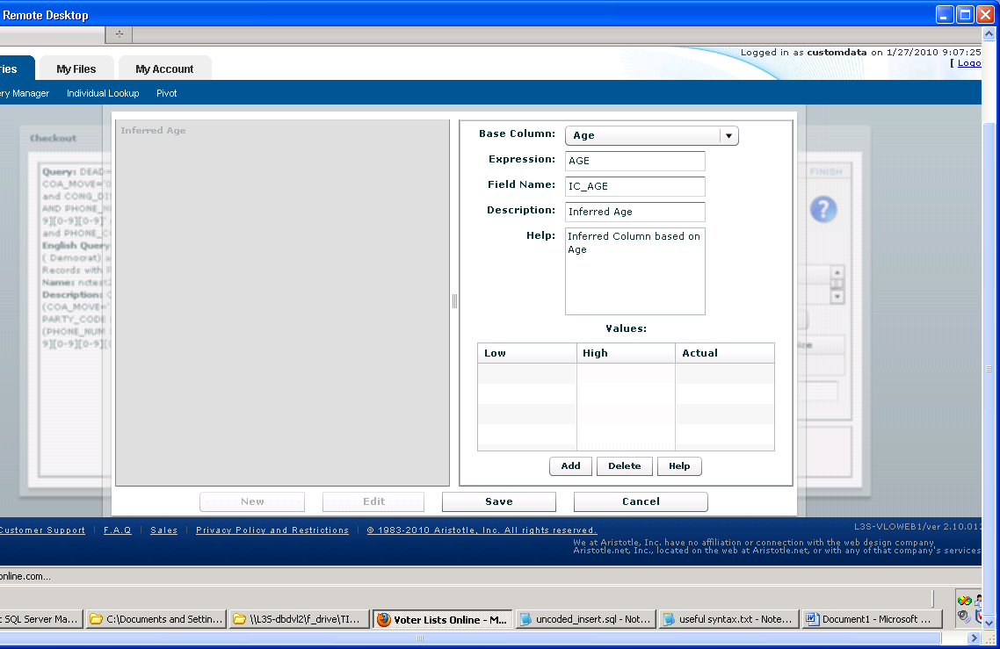 Remote Desktop
Logged in as customdata on 1/27/2010 9:07:25
[ Logo
ries
My Files
My Account
ery Manager
Individual Lookup
Pivot
Checkout
Query: DEAD=
COA_MOVE='0
and CONG_DI
AND PHONE_N
9][0-9][0-9]'
and PHONE_C
English Query
( Democrat) a
Records with P
Name: nctest2
Description: C
(COA_MOVE='
PARTY_CODE
(PHONE_NUM
9][0-9][0-9][0
Inferred Age
Base Column:
Age
Expression:
AGE
Field Name:
IC_AGE
Description:
Inferred Age
Help:
Inferred Column based on
Age
Values:
Low
High
Actual
Add
Delete
Help
FINISH
?
New
Edit
Save
Cancel
Customer Support
F.A.Q
Sales
Privacy Policy and Restrictions
© 1983-2010 Aristotle, Inc. All rights reserved.
L3S-VLOWEB1/ver 2.10.012
We at Aristotle, Inc. have no affiliation or connection with the web design company
Aristotle.net, Inc., located on the web at Aristotle.net, or with any of that company's services
online.com...
t SQL Server Ma...
C:\Documents and Settin...
\\L3S-dbdvl2\f_drive\TI...
Voter Lists Online - M...
uncoded_insert.sql - Not...
useful syntax.txt - Note...
Document1 - Microsoft ...